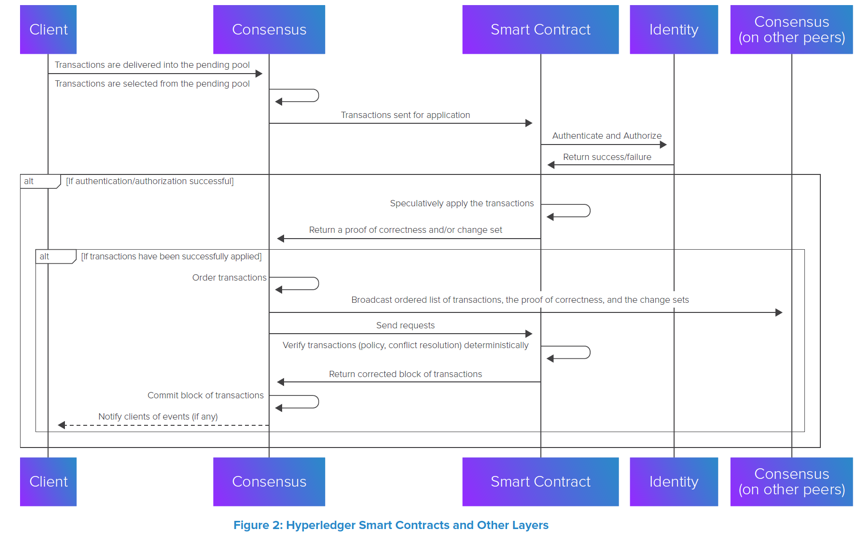 Client
Consensus
Smart Contract
Identity
Consensus
(on other peers)
Transactions are delivered into the pending pool
Transactions are selected from the pending pool
Transactions sent for application
Authenticate and Authorize
Return success/failure
alt
[If authentication/authorization successful]
Speculatively apply the transactions
Return a proof of correctness and/or change set
alt
[If transactions have been successfully applied]
Order transactions
Broadcast ordered list of transactions, the proof of correctness, and the change sets
Send requests
Verify transactions (policy, conflict resolution) deterministically
Return corrected block of transactions
Commit block of transactions
Notify clients of events (if any)
Client
Consensus
Smart Contract
Identity
Consensus
(on other peers)
Figure 2: Hyperledger Smart Contracts and Other Layers